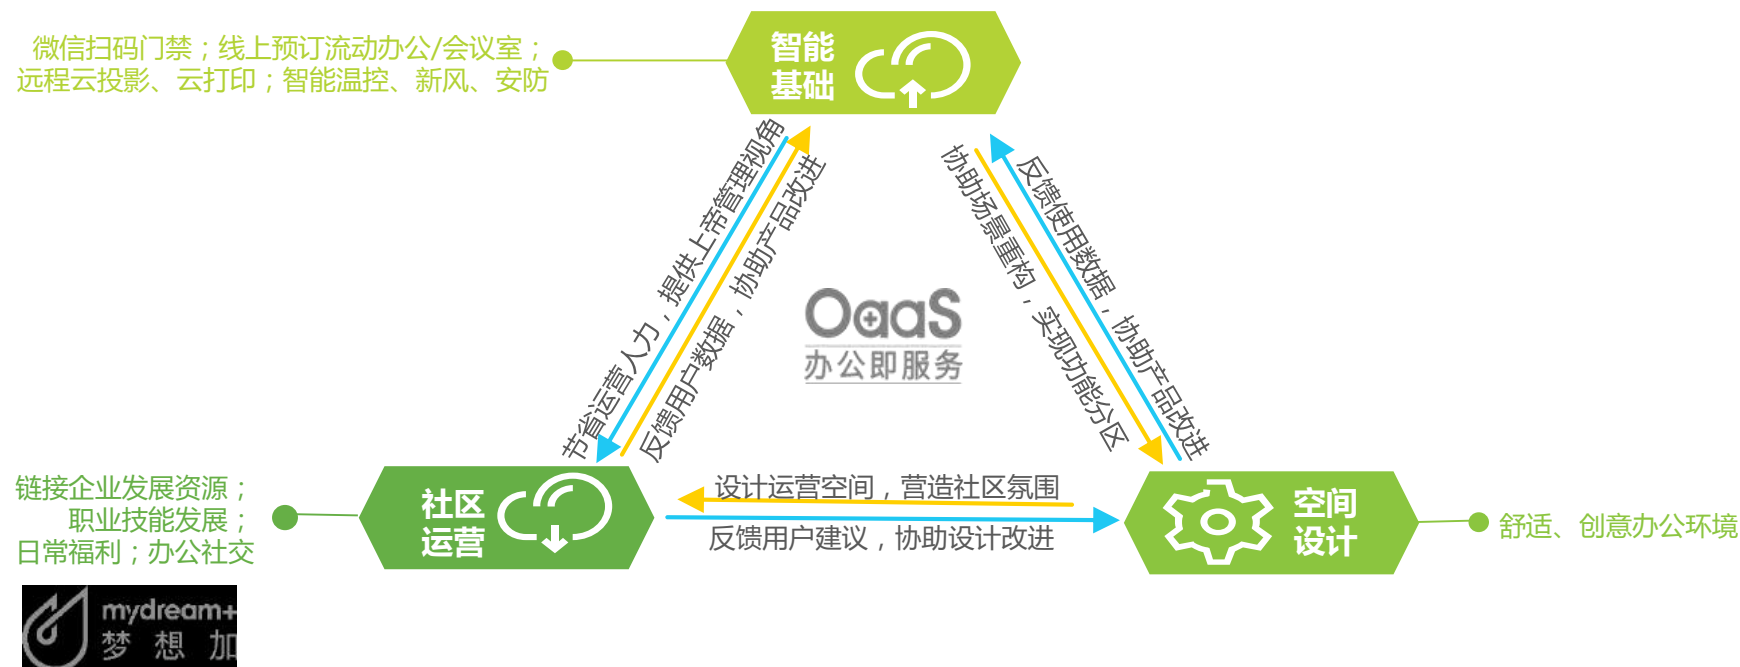 微信扫码门禁；线上预订流动办公/会议室；
远程云投影、云打印；智能温控、新风、安防
智能
基础
节省运营人力，提供上帝管理视角
反馈用户数据，协助产品改进
协助场景重构，实现功能分区
反馈使用数据，协助产品改进
OaaS
办公即服务
链接企业发展资源；
职业技能发展；
日常福利；办公社交
社区
运营
设计运营空间，营造社区氛围
反馈用户建议，协助设计改进
空间
设计
舒适、创意办公环境
mydream+
梦想加